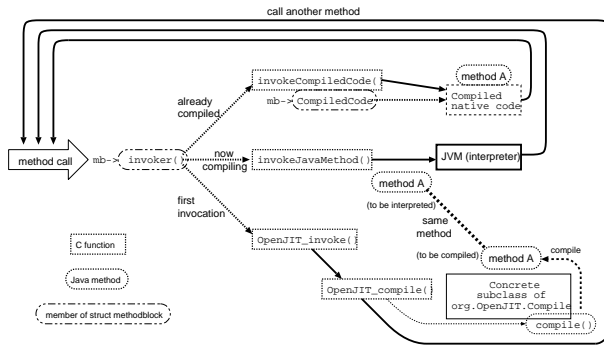 call another method
method A
invokeCompiledCode()
Compiled
native code
mb-> CompiledCode
already
compiled
method call
mb-> invoker()
now
compiling
invokeJavaMethod()
JVM (interpreter)
method A
(to be interpreted)
first
invocation
same
method
OpenJIT_invoke()
(to be compiled)
method A
compile
C function
Java method
OpenJIT_compile()
Concrete
subclass of
org.OpenJIT.Compile
compile()
member of struct methodblock